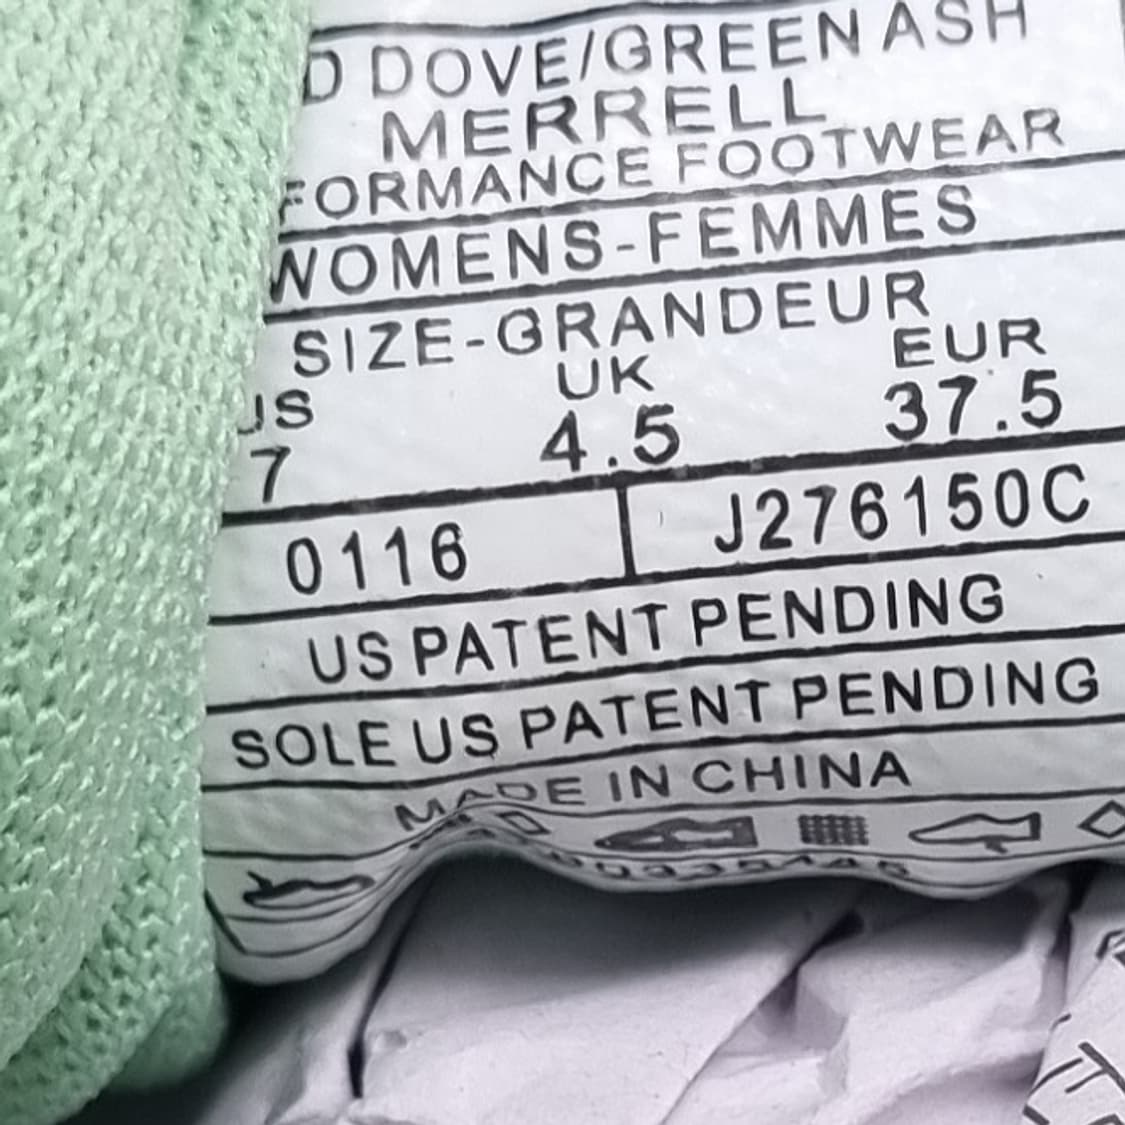 D DOVE/GREEN ASH
MERRELL
FORMANCE FOOTWEAR
WOMENS-FEMMES
SIZE-GRANDEUR
US UK EUR
7 4.5 37.5
0116 J276150C
US PATENT PENDING
SOLE US PATENT PENDING
MADE IN CHINA